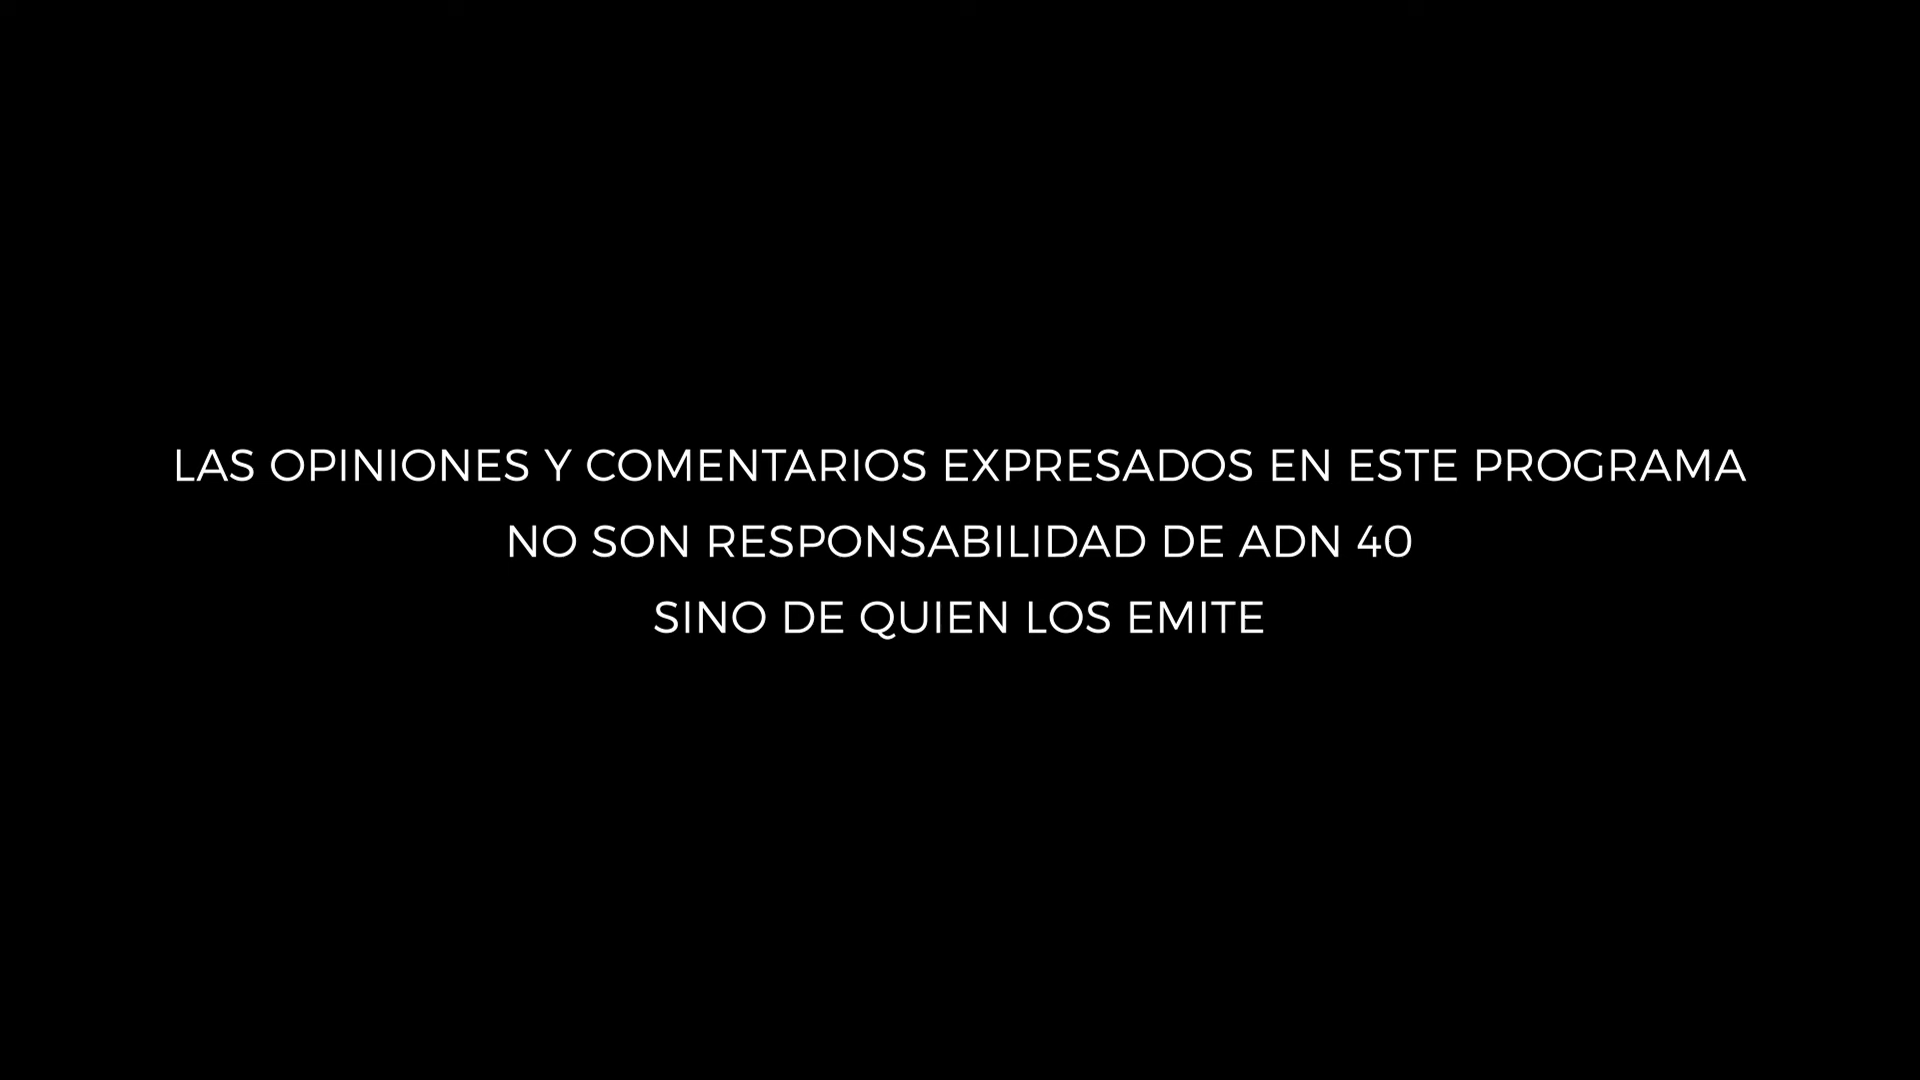 LAS OPINIONES Y COMENTARIOS EXPRESADOS EN ESTE PROGRAMA
NO SON RESPONSABILIDAD DE ADN 40
SINO DE QUIEN LOS EMITE